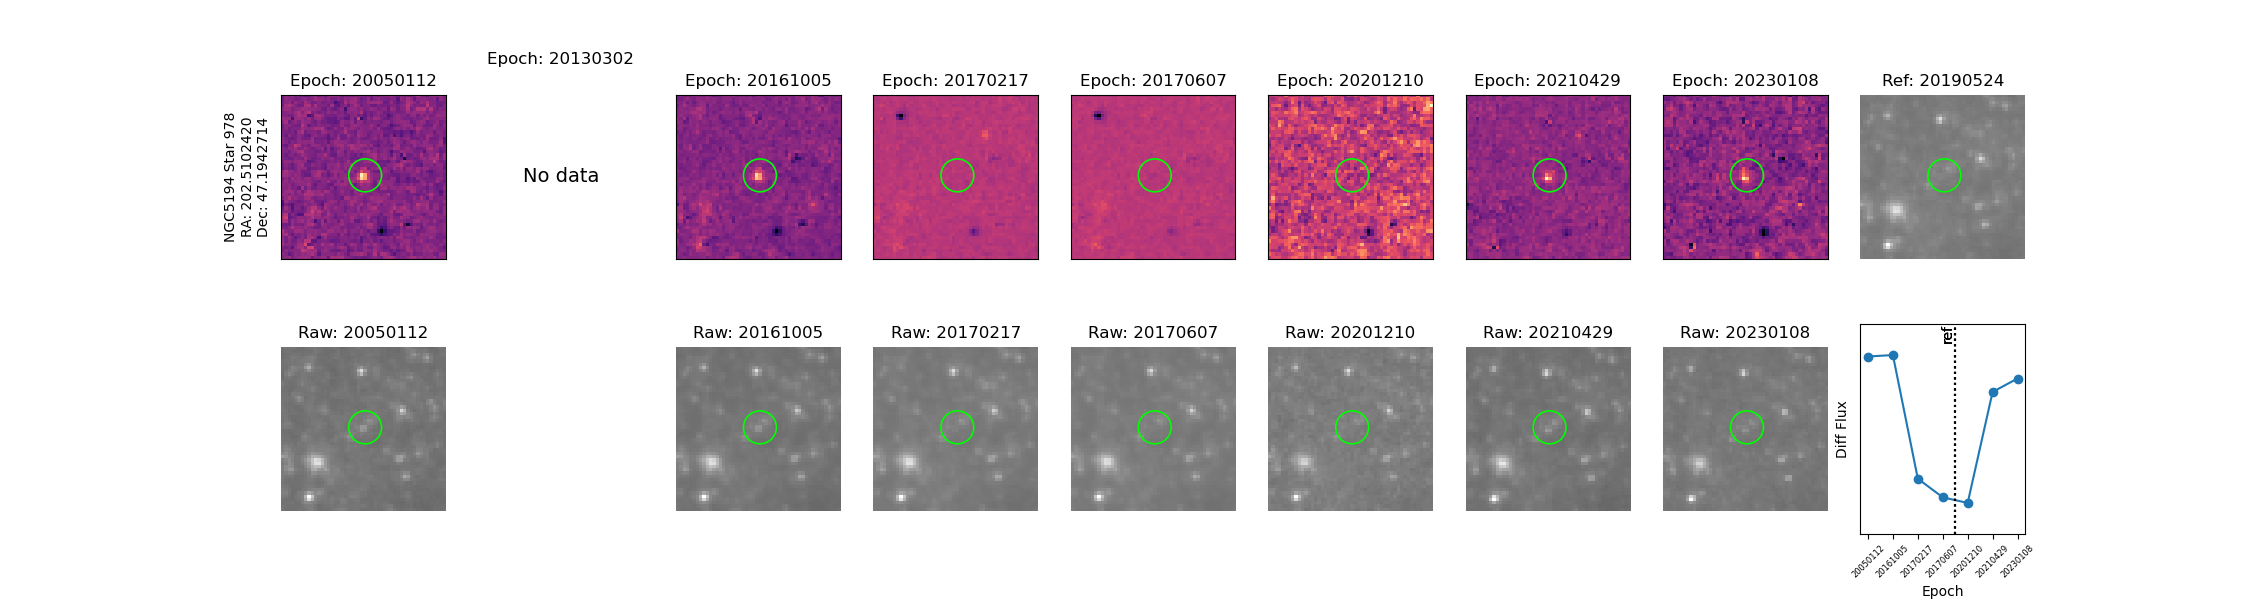 Epoch: 20130302
Epoch: 20050112
Epoch: 20161005
Epoch: 20170217
Epoch: 20170607
Epoch: 20201210
Epoch: 20210429
Epoch: 20230108
Ref: 20190524
NGC5194 Star 978
RA: 202.5102420
Dec: 47.1942714
No data
Raw: 20050112
Raw: 20161005
Raw: 20170217
Raw: 20170607
Raw: 20201210
Raw: 20210429
Raw: 20230108
ref
Diff Flux
20050112
20161005
20170217
20170607
20201210
20210429
20230108
Epoch